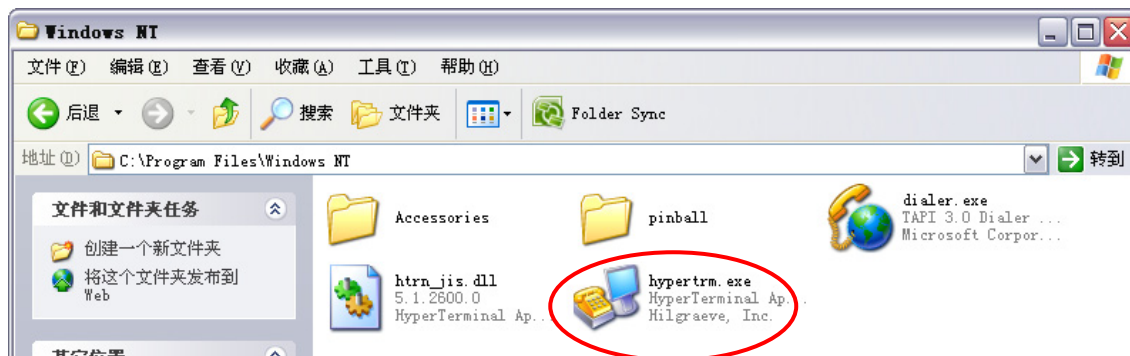 Windows NT
文件(F) 编辑(E) 查看(V) 收藏(A) 工具(T) 帮助(H)
后退 搜索 文件夹 Folder Sync
地址(D) C:\Program Files\Windows NT 转到
文件和文件夹任务
创建一个新文件夹
将这个文件夹发布到
Web
其它位置
Accessories
pinball
dialer.exe
TAPI 3.0 Dialer ...
Microsoft Corpor...
htrn_jis.dll
5.1.2600.0
HyperTerminal Ap...
hypertrm.exe
HyperTerminal Ap...
Hilgraeve, Inc.